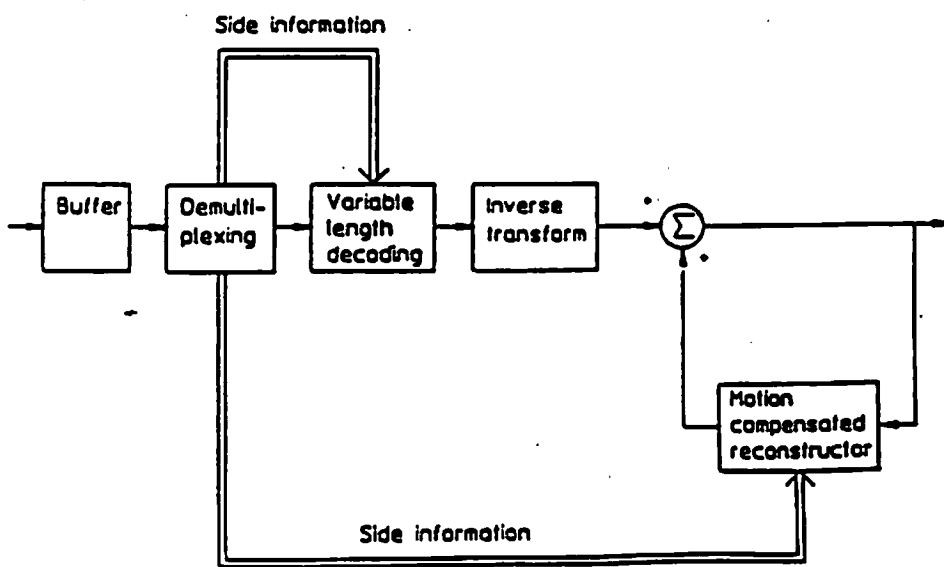 Side information
Buffer
Demulti-
plexing
Variable
length
decoding
Inverse
transform
Σ
Motion
compensated
reconstructor
Side information